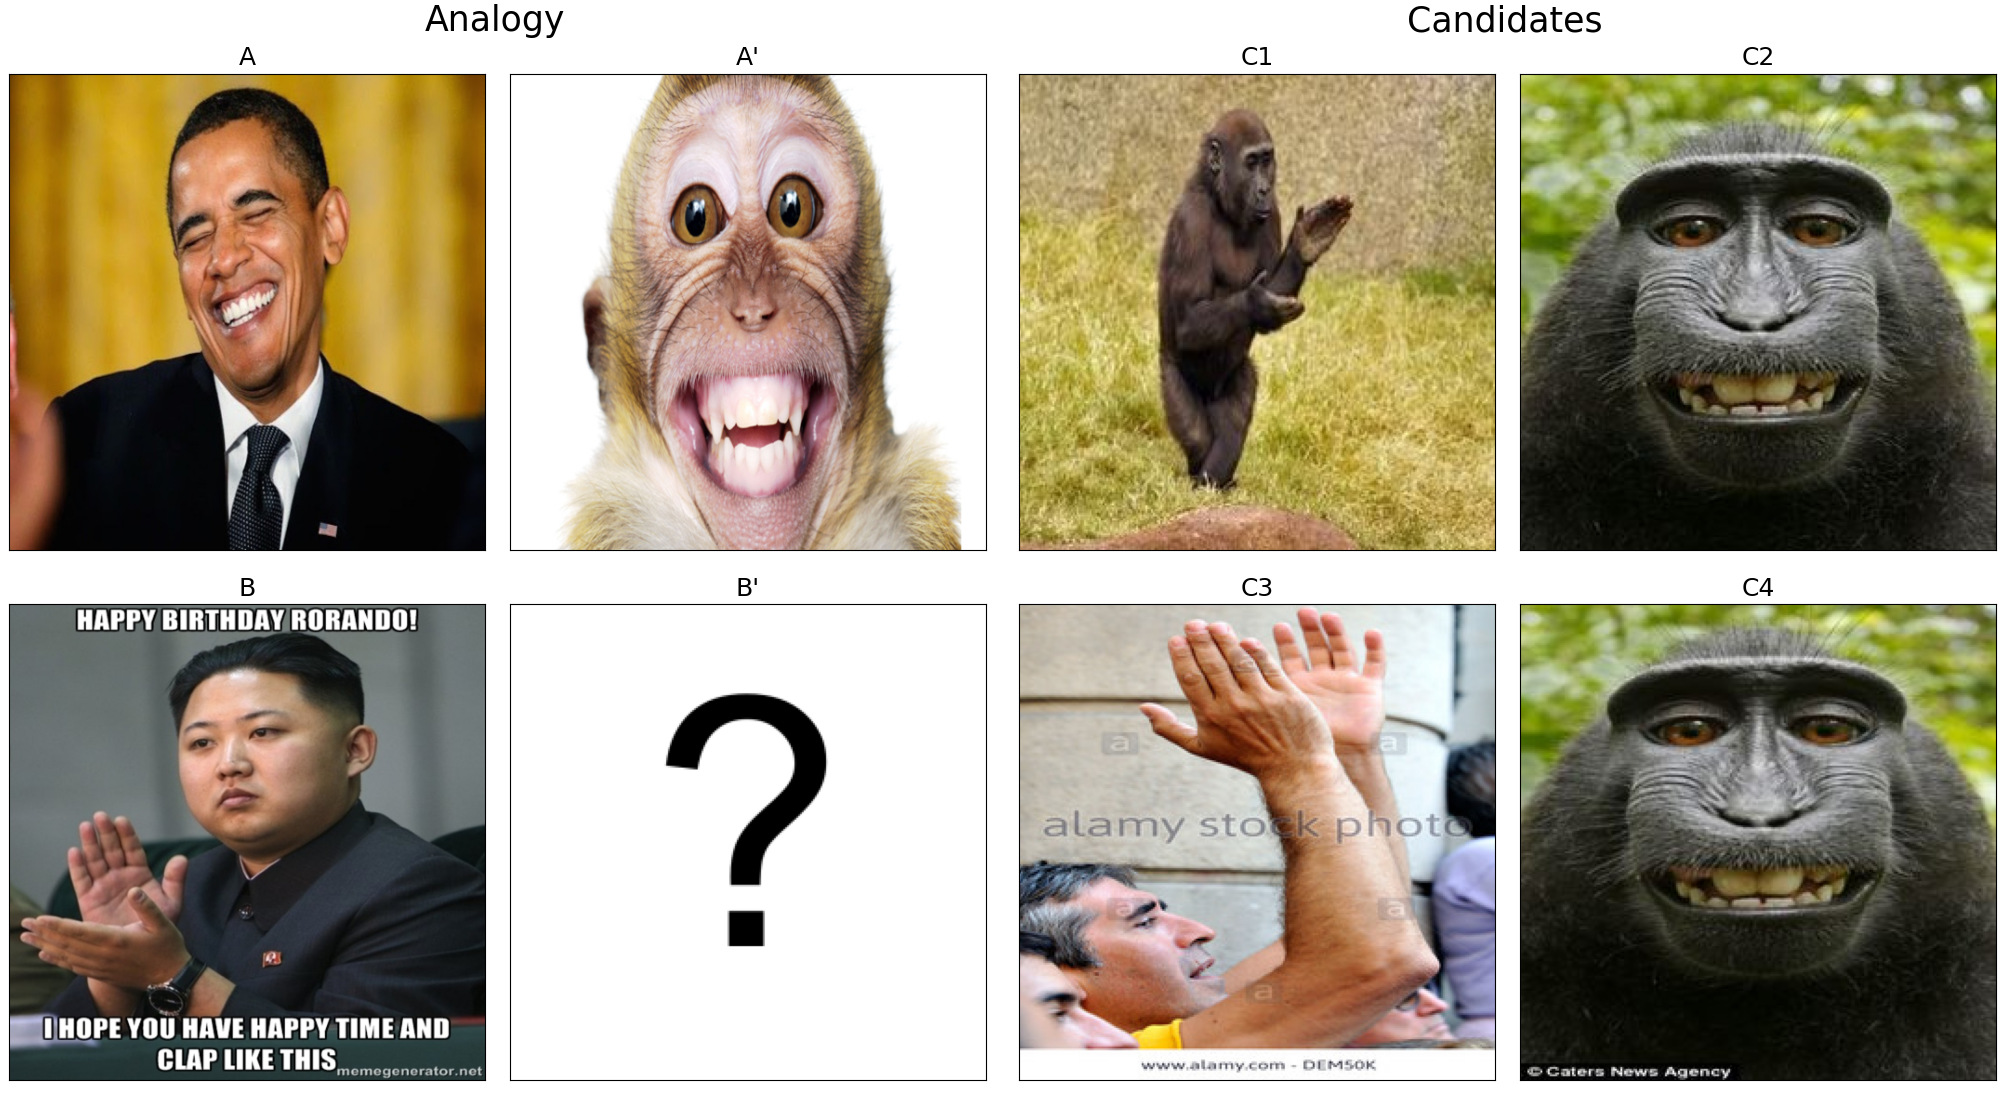 Analogy
Candidates
A
A'
C1
C2
B
B'
C3
C4
HAPPY BIRTHDAY RORANDO!
I HOPE YOU HAVE HAPPY TIME AND
CLAP LIKE THIS
memegenerator.net
?
a
a
alamy stock photo
a
a
a
www.alamy.com - DEM50K
© Caters News Agency